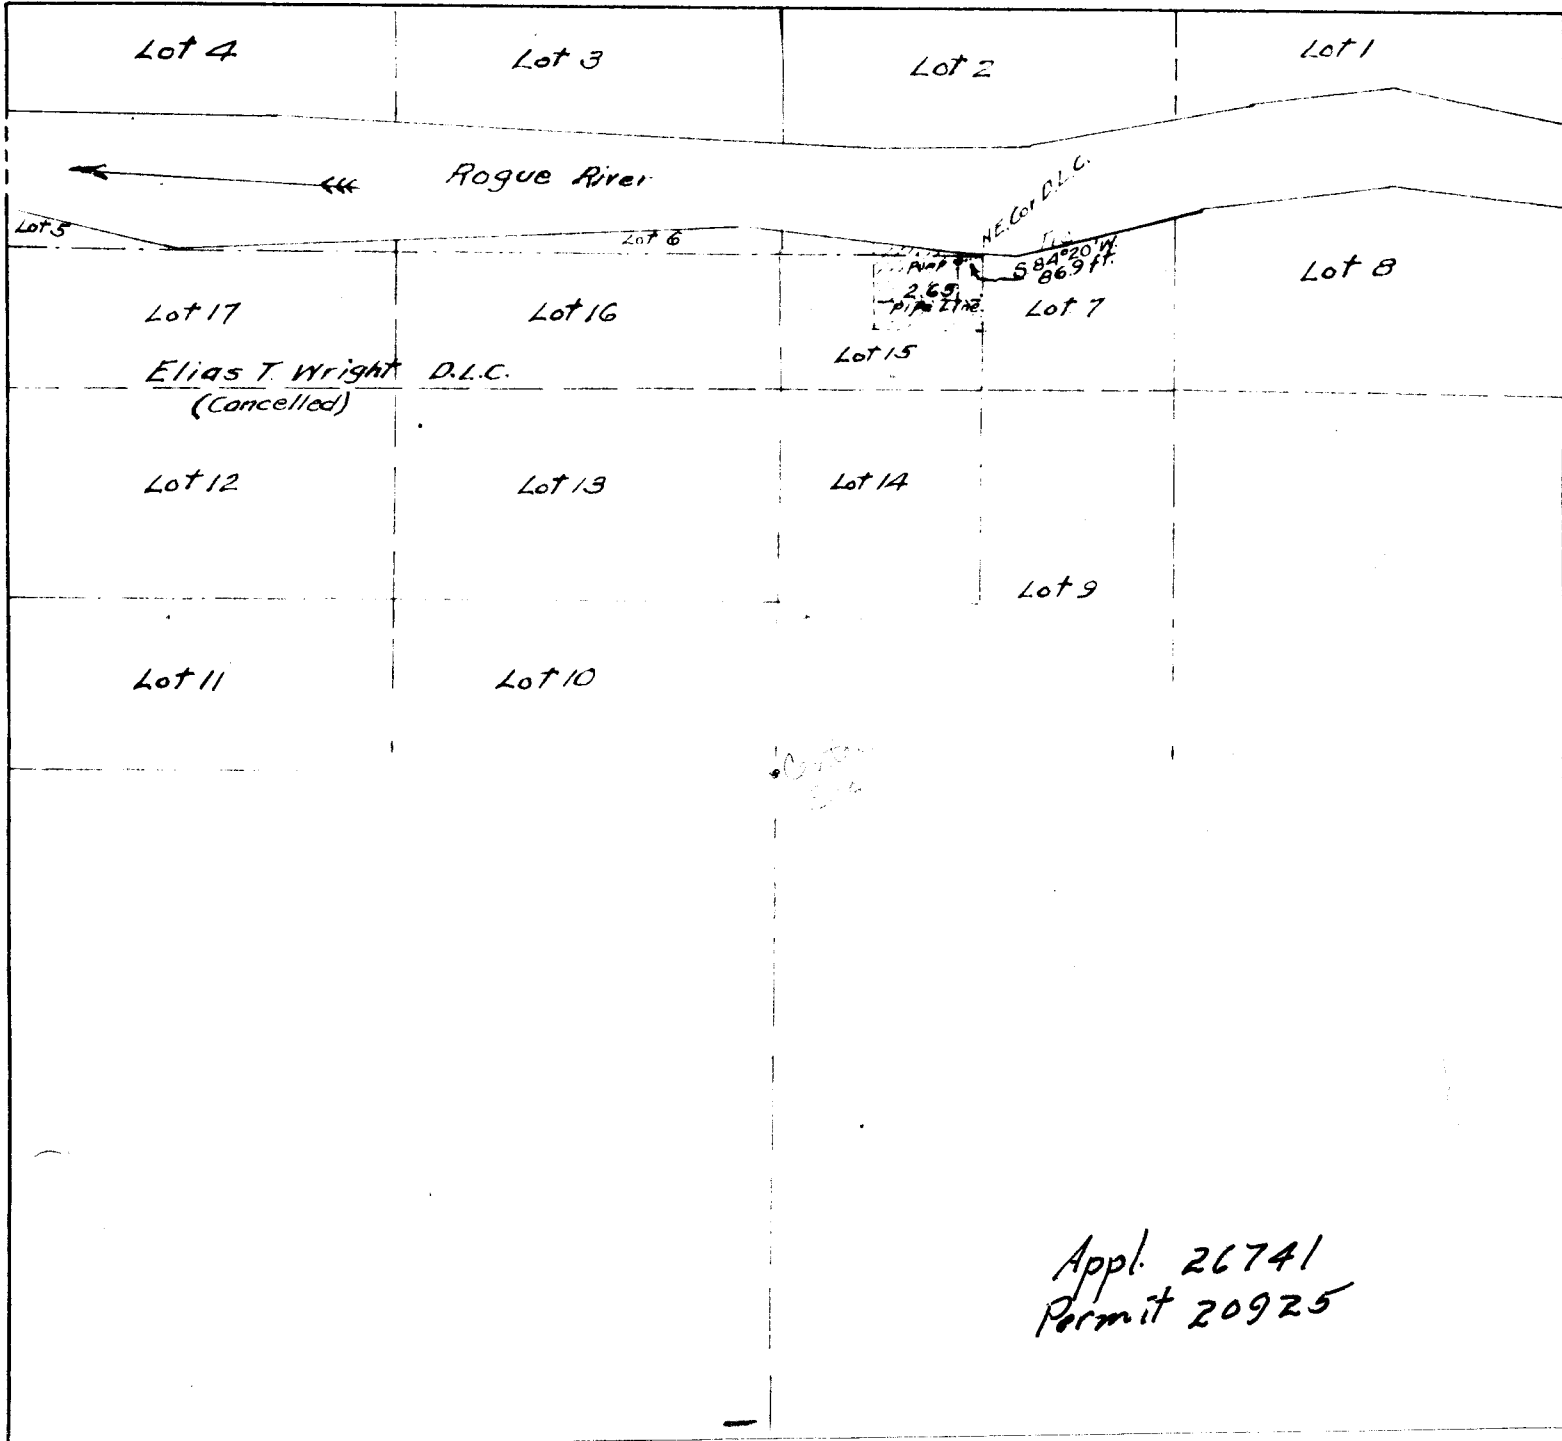 Lot 4
Lot 3
Lot 2
Lot 1
Rogue River
N.E. Cor D.L.C.
Lot 5
Lot 6
S 84°20' W.
86.9 ft.
Pump
2.65
Pipe Line
Lot 7
Lot 8
Lot 17
Lot 16
Lot 15
Elias T. Wright D.L.C.
(Cancelled)
Lot 12
Lot 13
Lot 14
Lot 9
Lot 11
Lot 10
Appl. 26741
Permit 20925